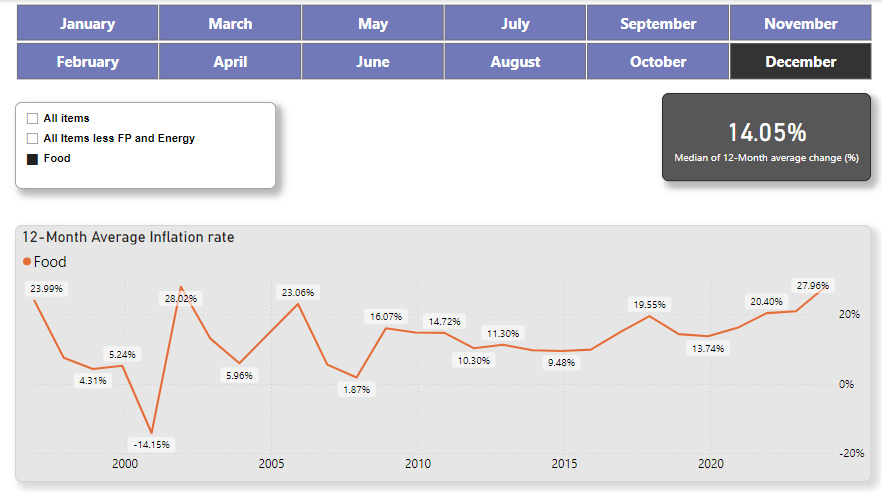 January March May July September November
February April June August October December
All items
All Items less FP and Energy
Food
14.05%
Median of 12-Month average change (%)
12-Month Average Inflation rate
Food
23.99%
4.31%
5.24%
-14.15%
28.02%
5.96%
23.06%
1.87%
16.07%
14.72%
10.30%
11.30%
9.48%
19.55%
13.74%
20.40%
27.96%
20%
0%
-20%
2000 2005 2010 2015 2020